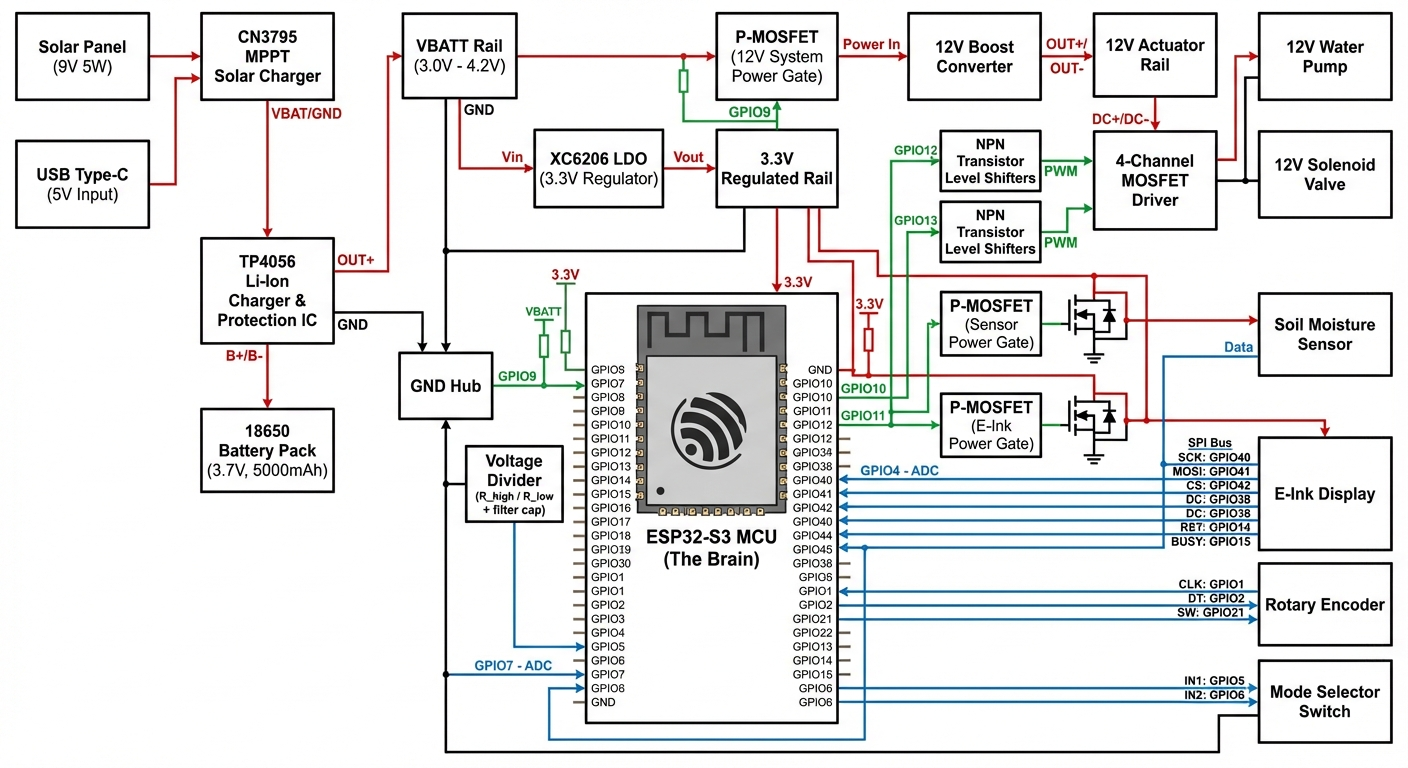 Solar Panel
(9V 5W)
CN3795
MPPT
Solar Charger
VBATT Rail
(3.0V - 4.2V)
P-MOSFET
(12V System
Power Gate)
Power In
12V Boost
Converter
OUT+/
OUT-
12V Actuator
Rail
12V Water
Pump
VBAT/GND
GND
GPIO9
DC+/DC-
USB Type-C
(5V Input)
Vin
XC6206 LDO
(3.3V Regulator)
Vout
3.3V
Regulated Rail
GPIO12
NPN
Transistor
Level Shifters
PWM
4-Channel
MOSFET
Driver
12V Solenoid
Valve
GPIO13
NPN
Transistor
Level Shifters
PWM
TP4056
Li-Ion
Charger &
Protection IC
OUT+
GND
B+/B-
3.3V
VBATT
3.3V
3.3V
P-MOSFET
(Sensor
Power Gate)
Soil Moisture
Sensor
Data
GND Hub
GPIO9
18650
Battery Pack
(3.7V, 5000mAh)
Voltage
Divider
(R_high / R_low
+ filter cap)
GPIO7 - ADC
GPIO7
GPIO8
GPIO9
GPIO10
GPIO11
GPIO12
GPIO13
GPIO14
GPIO15
GPIO16
GPIO17
GPIO18
GPIO19
GPIO30
GPIO1
GPIO1
GPIO2
GPIO3
GPIO4
GPIO5
GPIO6
GPIO7
GPIO8
GND
ESP32-S3 MCU
(The Brain)
GND
GPIO10
GPIO10
GPIO11
GPIO12
GPIO12
GPIO34
GPIO38
GPIO40
GPIO41
GPIO42
GPIO40
GPIO44
GPIO45
GPIO38
GPIO1
GPIO2
GPIO21
GPIO22
GPIO13
GPIO14
GPIO15
GPIO6
GPIO6
GPIO10
GPIO11
P-MOSFET
(E-Ink
Power Gate)
GPIO4 - ADC
SPI Bus
SCK: GPIO40
MOSI: GPIO41
CS: GPIO42
DC: GPIO38
DC: GPIO38
GPIO14
BUSY: GPIO15
E-Ink Display
CLK: GPIO1
DT: GPIO2
SW: GPIO21
Rotary Encoder
IN1: GPIO5
IN2: GPIO6
Mode Selector
Switch